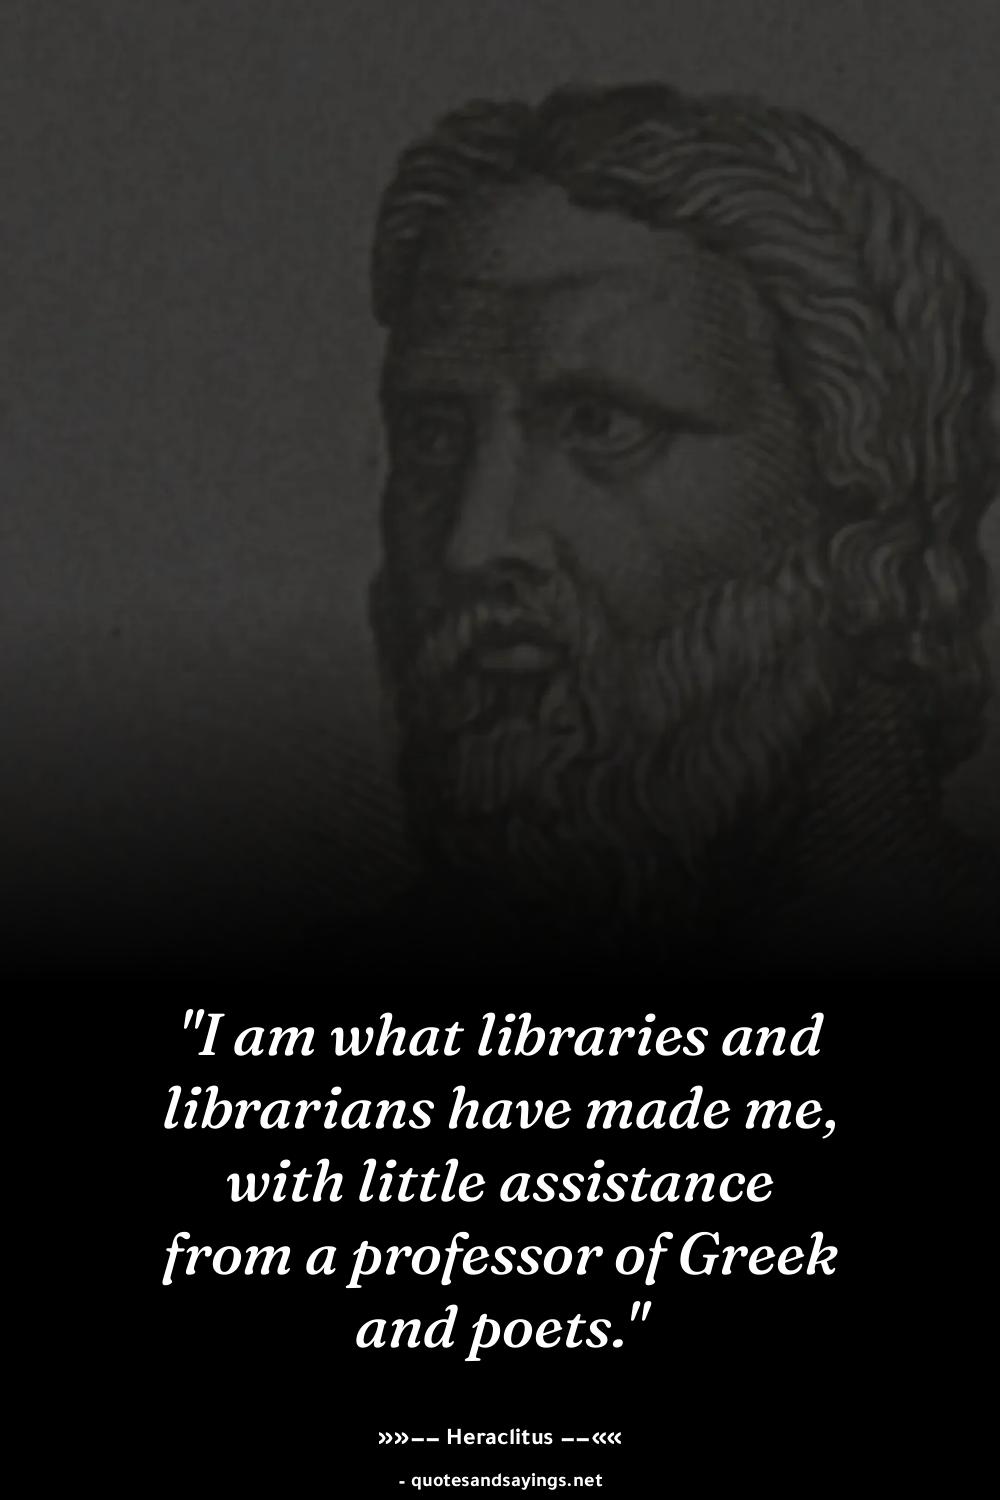 "I am what libraries and
librarians have made me,
with little assistance
from a professor of Greek
and poets."
»»–– Heraclitus ––««
- quotesandsayings.net